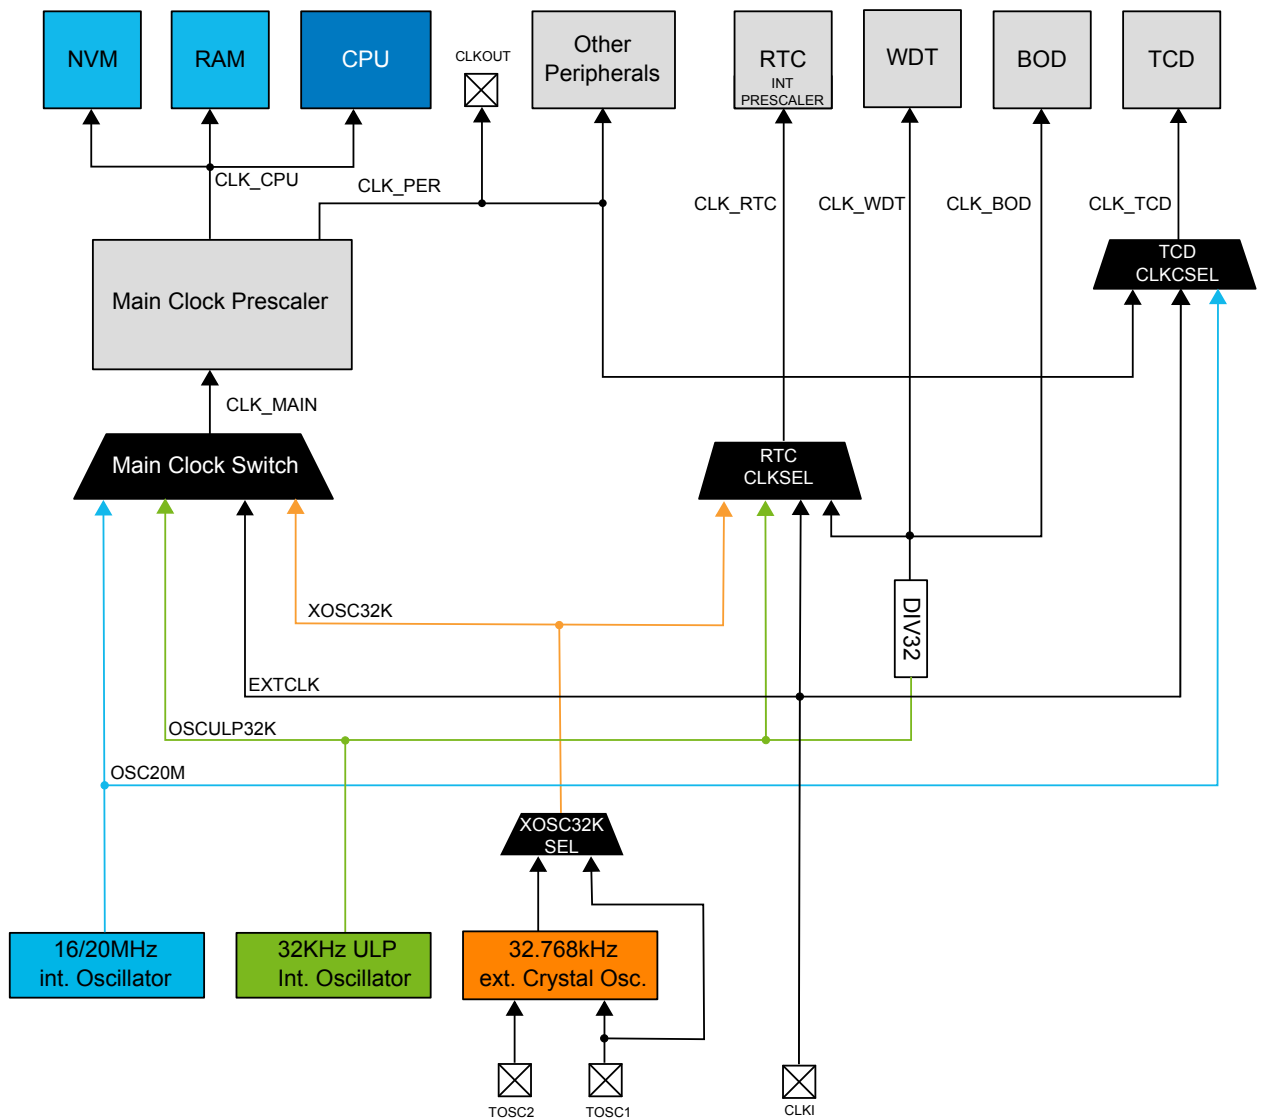 NVM
RAM
CPU
CLKOUT
Other
Peripherals
RTC
INT
PRESCALER
WDT
BOD
TCD
CLK_CPU
CLK_PER
CLK_RTC
CLK_WDT
CLK_BOD
CLK_TCD
TCD
CLKCSEL
Main Clock Prescaler
CLK_MAIN
Main Clock Switch
RTC
CLKSEL
XOSC32K
DIV32
EXTCLK
OSCULP32K
OSC20M
XOSC32K
SEL
16/20MHz
int. Oscillator
32KHz ULP
Int. Oscillator
32.768kHz
ext. Crystal Osc.
TOSC2
TOSC1
CLKI